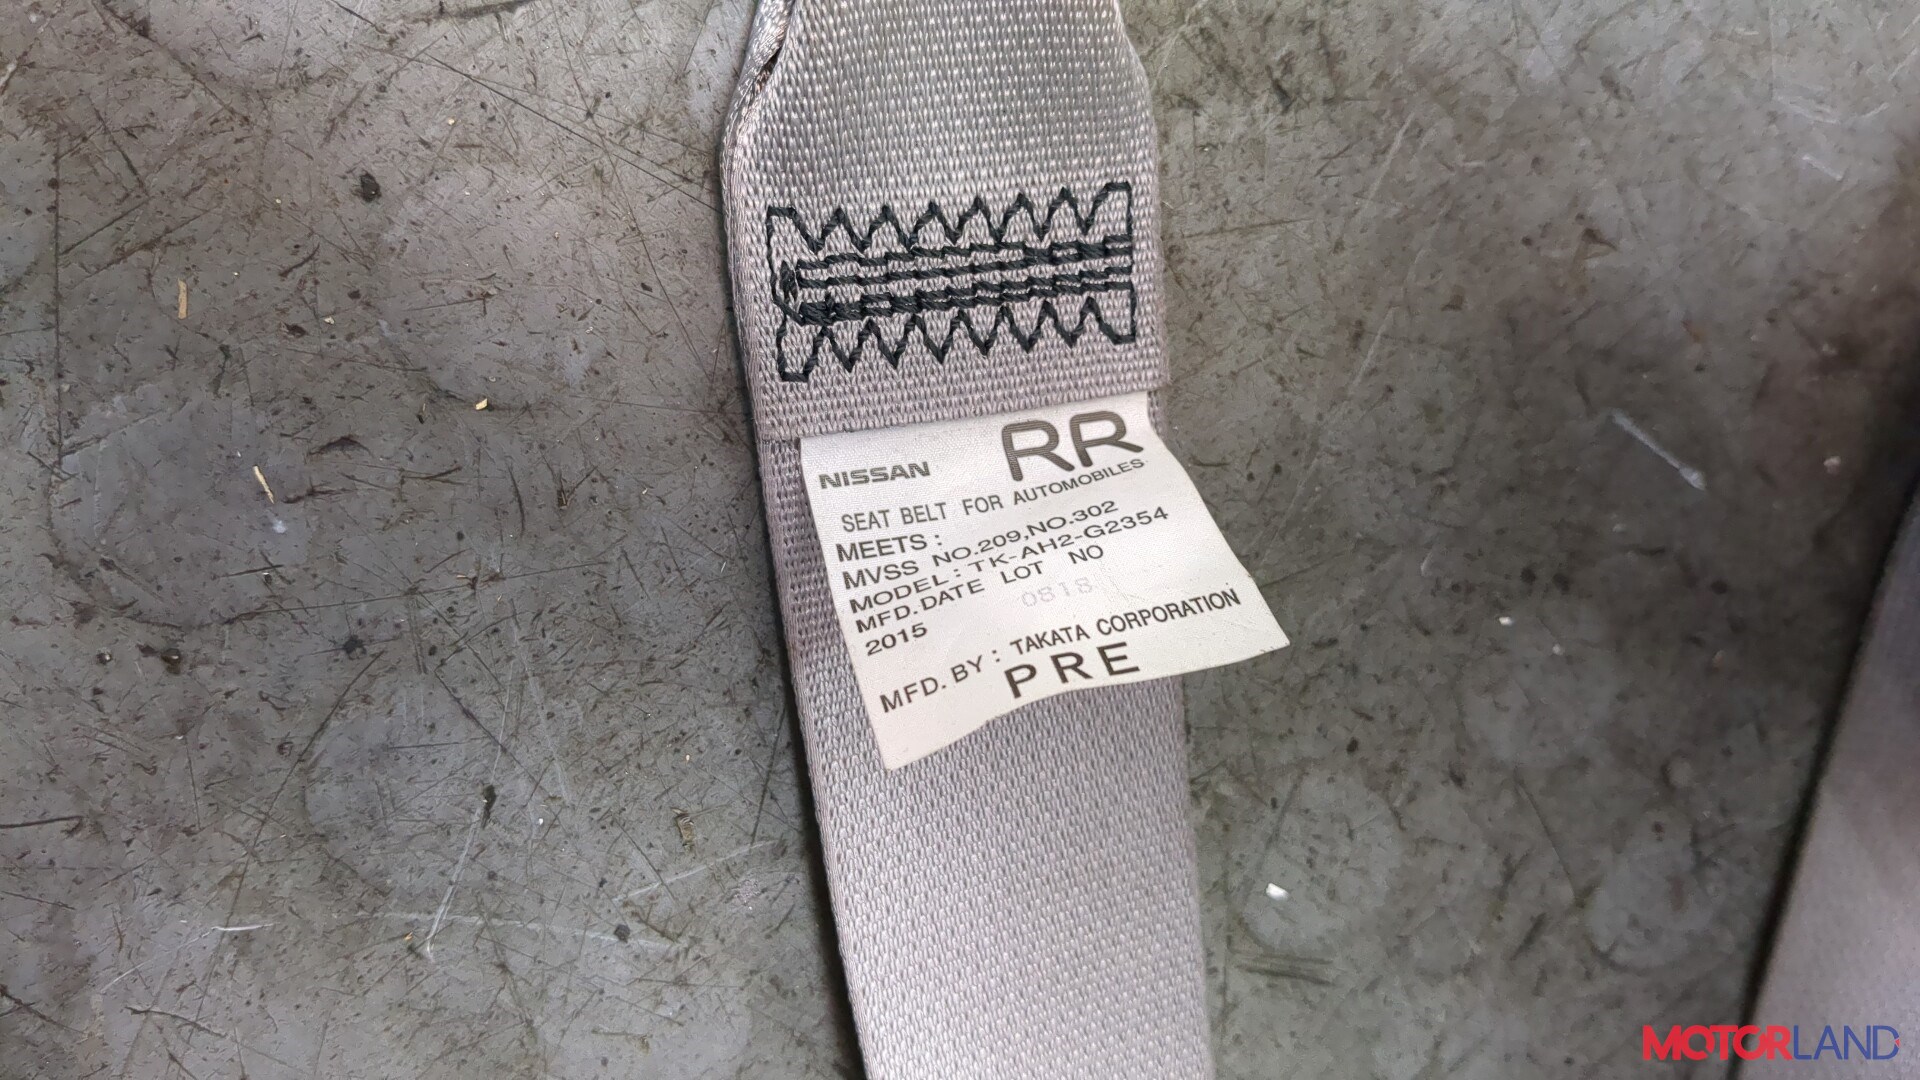 NISSAN RR
SEAT BELT FOR AUTOMOBILES
MEETS :
MVSS NO.209,NO.302
MODEL : TK-AH2-G2354
MFD.DATE LOT NO
2015 0818
MFD. BY : TAKATA CORPORATION
PRE
MOTORLAND